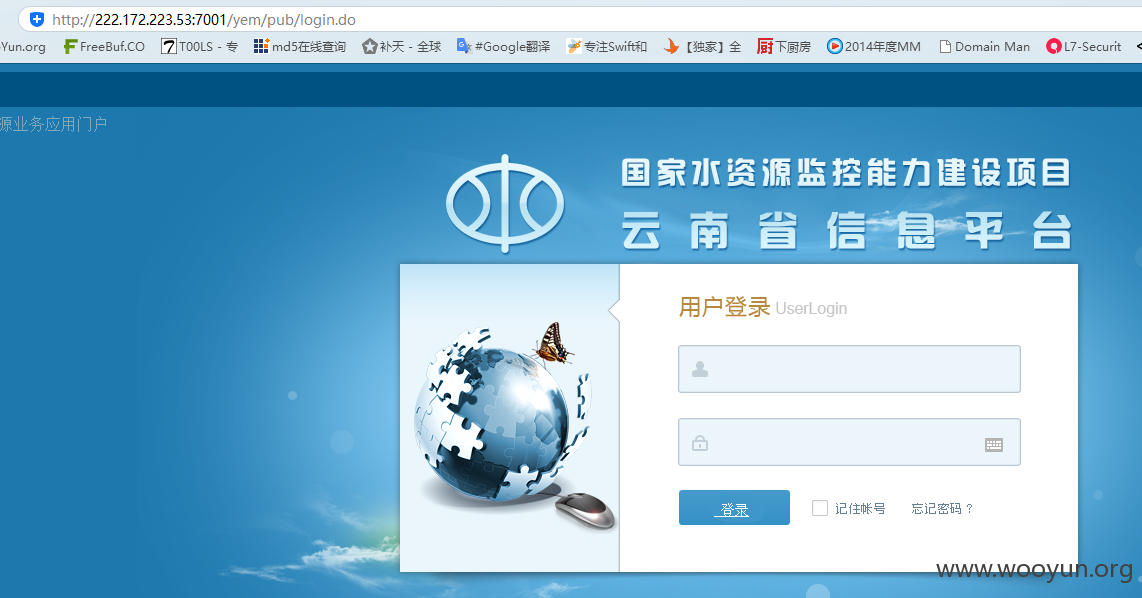 http://222.172.223.53:7001/yem/pub/login.do
Yun.org FreeBuf.CO T00LS - 专 md5在线查询 补天 - 全球 #Google翻译 专注Swift和 【独家】全 下厨房 2014年度MM Domain Man L7-Securit
源业务应用门户
国家水资源监控能力建设项目
云南省信息平台
用户登录 UserLogin
登录 记住帐号 忘记密码？
www.wooyun.org